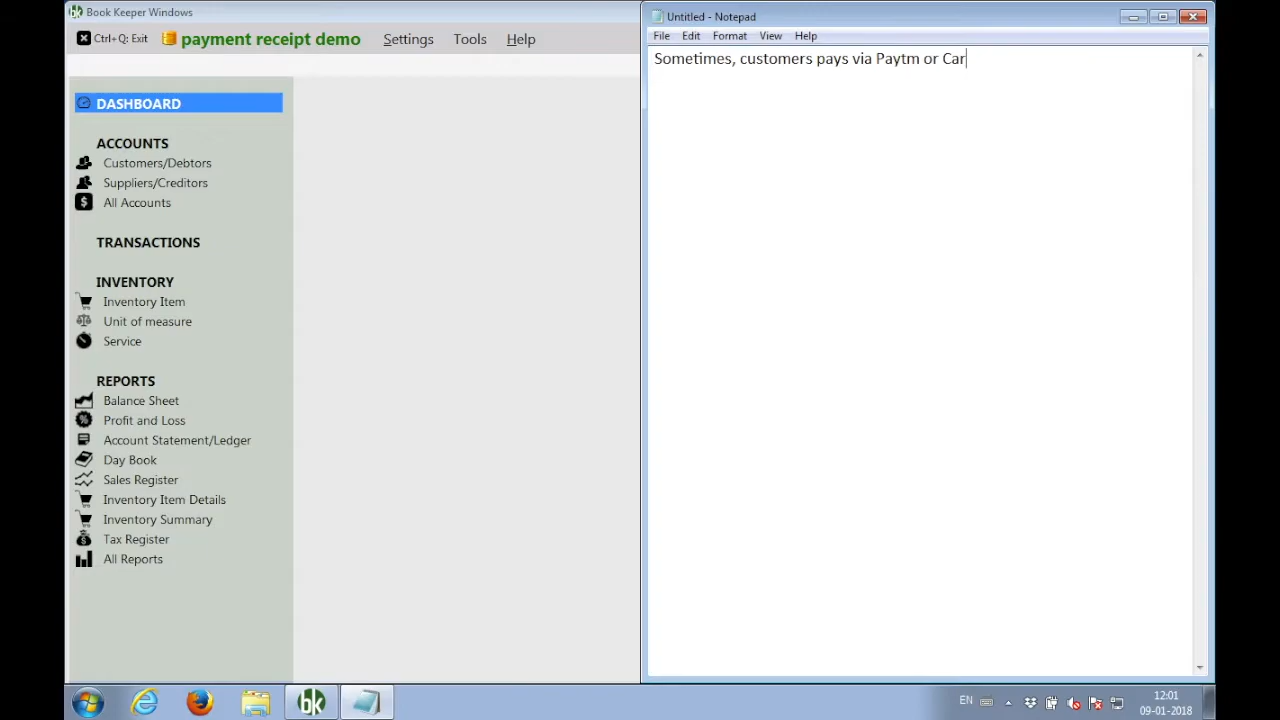 bk Book Keeper Windows
Ctrl+Q: Exit payment receipt demo Settings Tools Help
DASHBOARD
ACCOUNTS
Customers/Debtors
Suppliers/Creditors
All Accounts
TRANSACTIONS
INVENTORY
Inventory Item
Unit of measure
Service
REPORTS
Balance Sheet
Profit and Loss
Account Statement/Ledger
Day Book
Sales Register
Inventory Item Details
Inventory Summary
Tax Register
All Reports
Untitled - Notepad
File Edit Format View Help
Sometimes, customers pays via Paytm or Car
bk
EN
12:01
09-01-2018